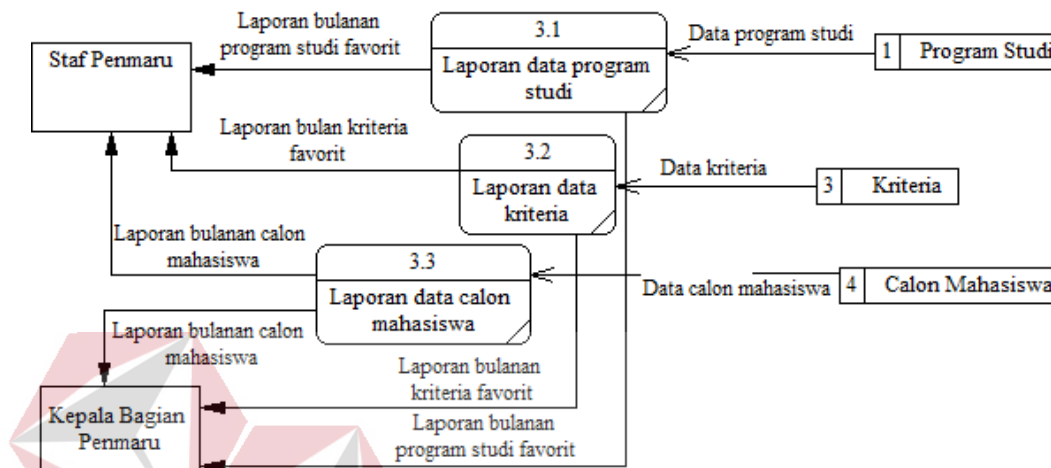 Laporan bulanan
program studi favorit
3.1
Data program studi
1 Program Studi
Staf Penmaru
Laporan data program
studi
Laporan bulan kriteria
favorit
3.2
Data kriteria
3 Kriteria
Laporan data
kriteria
Laporan bulanan calon
mahasiswa
3.3
Data calon mahasiswa
4 Calon Mahasiswa
Laporan data calon
mahasiswa
Laporan bulanan calon
mahasiswa
Laporan bulanan
kriteria favorit
Kepala Bagian
Penmaru
Laporan bulanan
program studi favorit